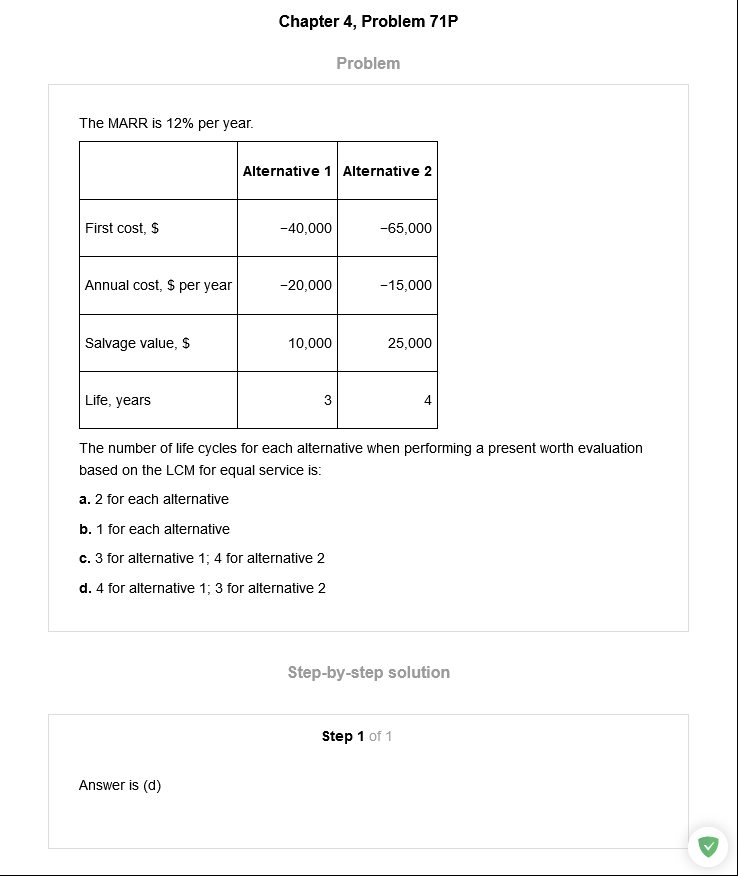 Chapter 4, Problem 71P
Problem
The MARR is 12% per year.
Alternative 1 Alternative 2
First cost, $ −40,000 −65,000
Annual cost, $ per year −20,000 −15,000
Salvage value, $ 10,000 25,000
Life, years 3 4
The number of life cycles for each alternative when performing a present worth evaluation
based on the LCM for equal service is:
a. 2 for each alternative
b. 1 for each alternative
c. 3 for alternative 1; 4 for alternative 2
d. 4 for alternative 1; 3 for alternative 2
Step-by-step solution
Step 1 of 1
Answer is (d)